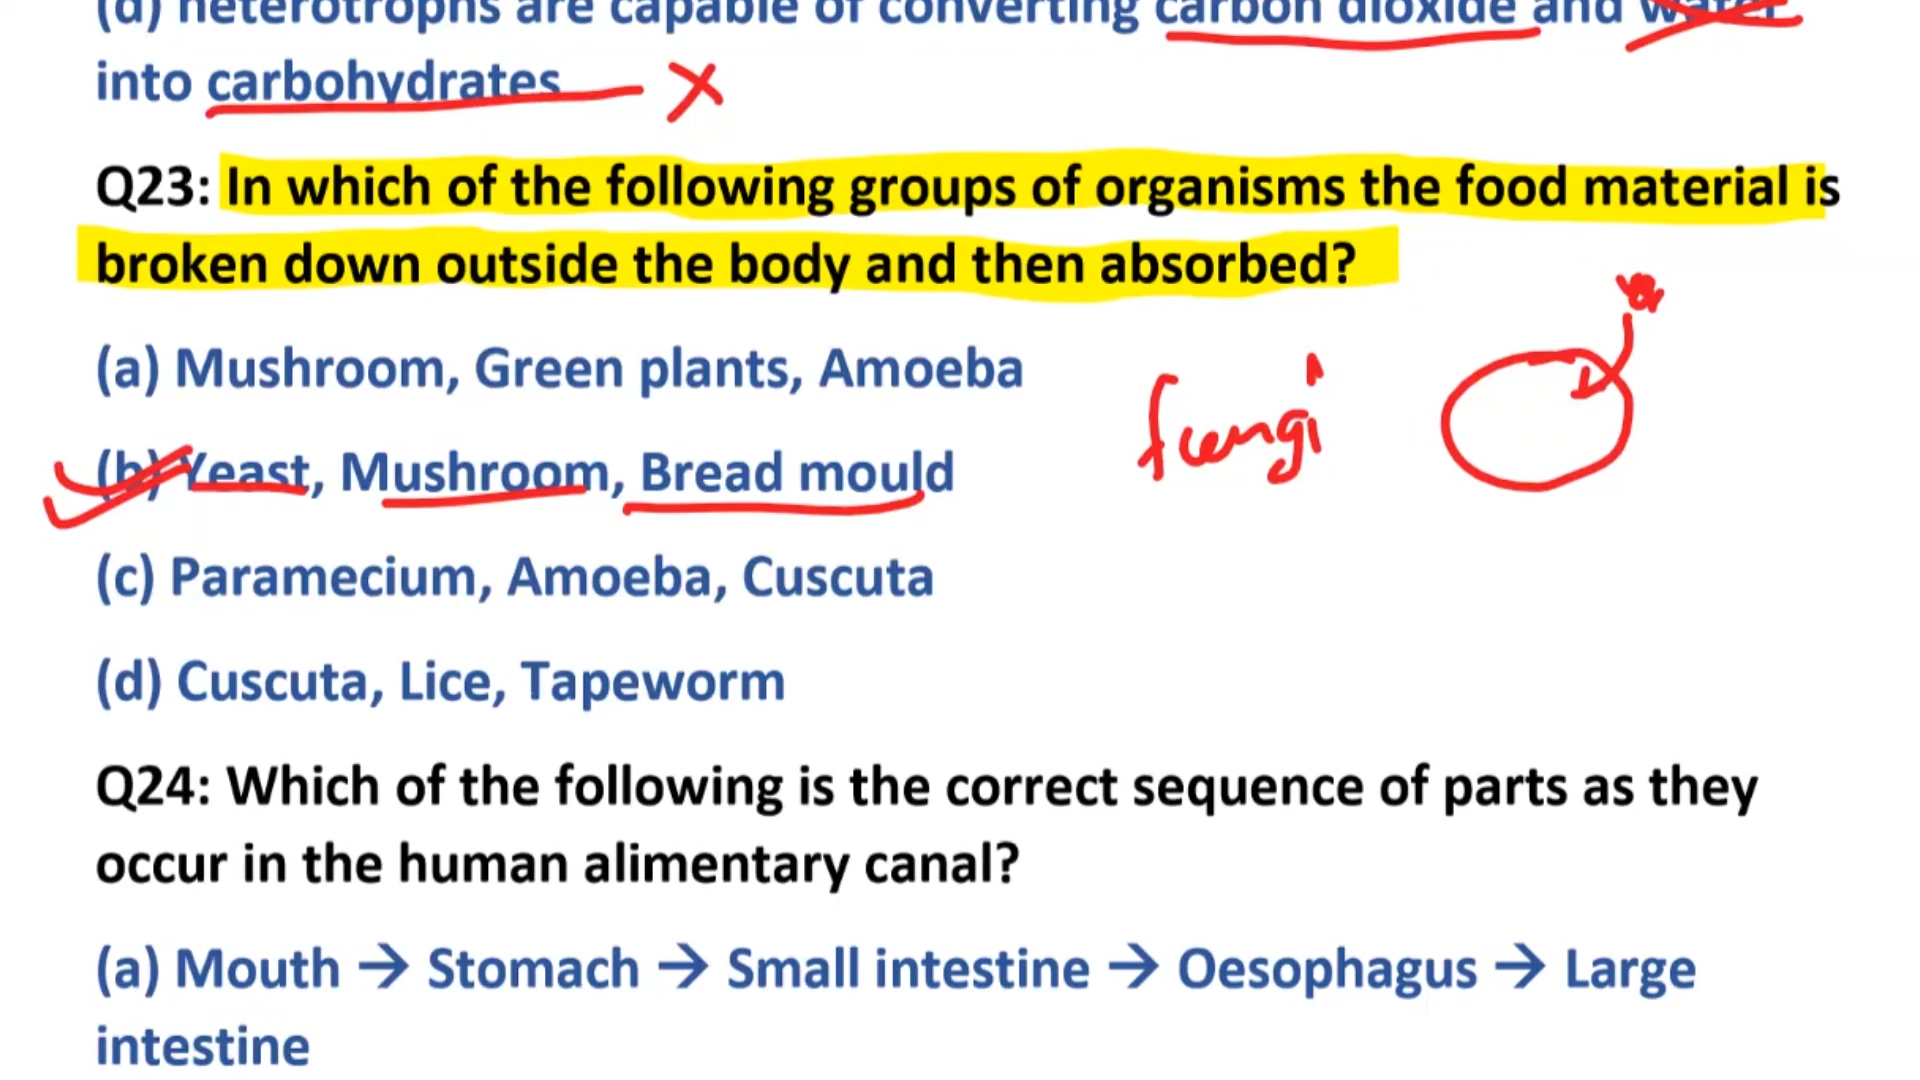 (d) heterotrophs are capable of converting carbon dioxide and water
into carbohydrates
Q23: In which of the following groups of organisms the food material is
broken down outside the body and then absorbed?
(a) Mushroom, Green plants, Amoeba
fungi
(b) Yeast, Mushroom, Bread mould
(c) Paramecium, Amoeba, Cuscuta
(d) Cuscuta, Lice, Tapeworm
Q24: Which of the following is the correct sequence of parts as they
occur in the human alimentary canal?
(a) Mouth → Stomach → Small intestine → Oesophagus → Large
intestine